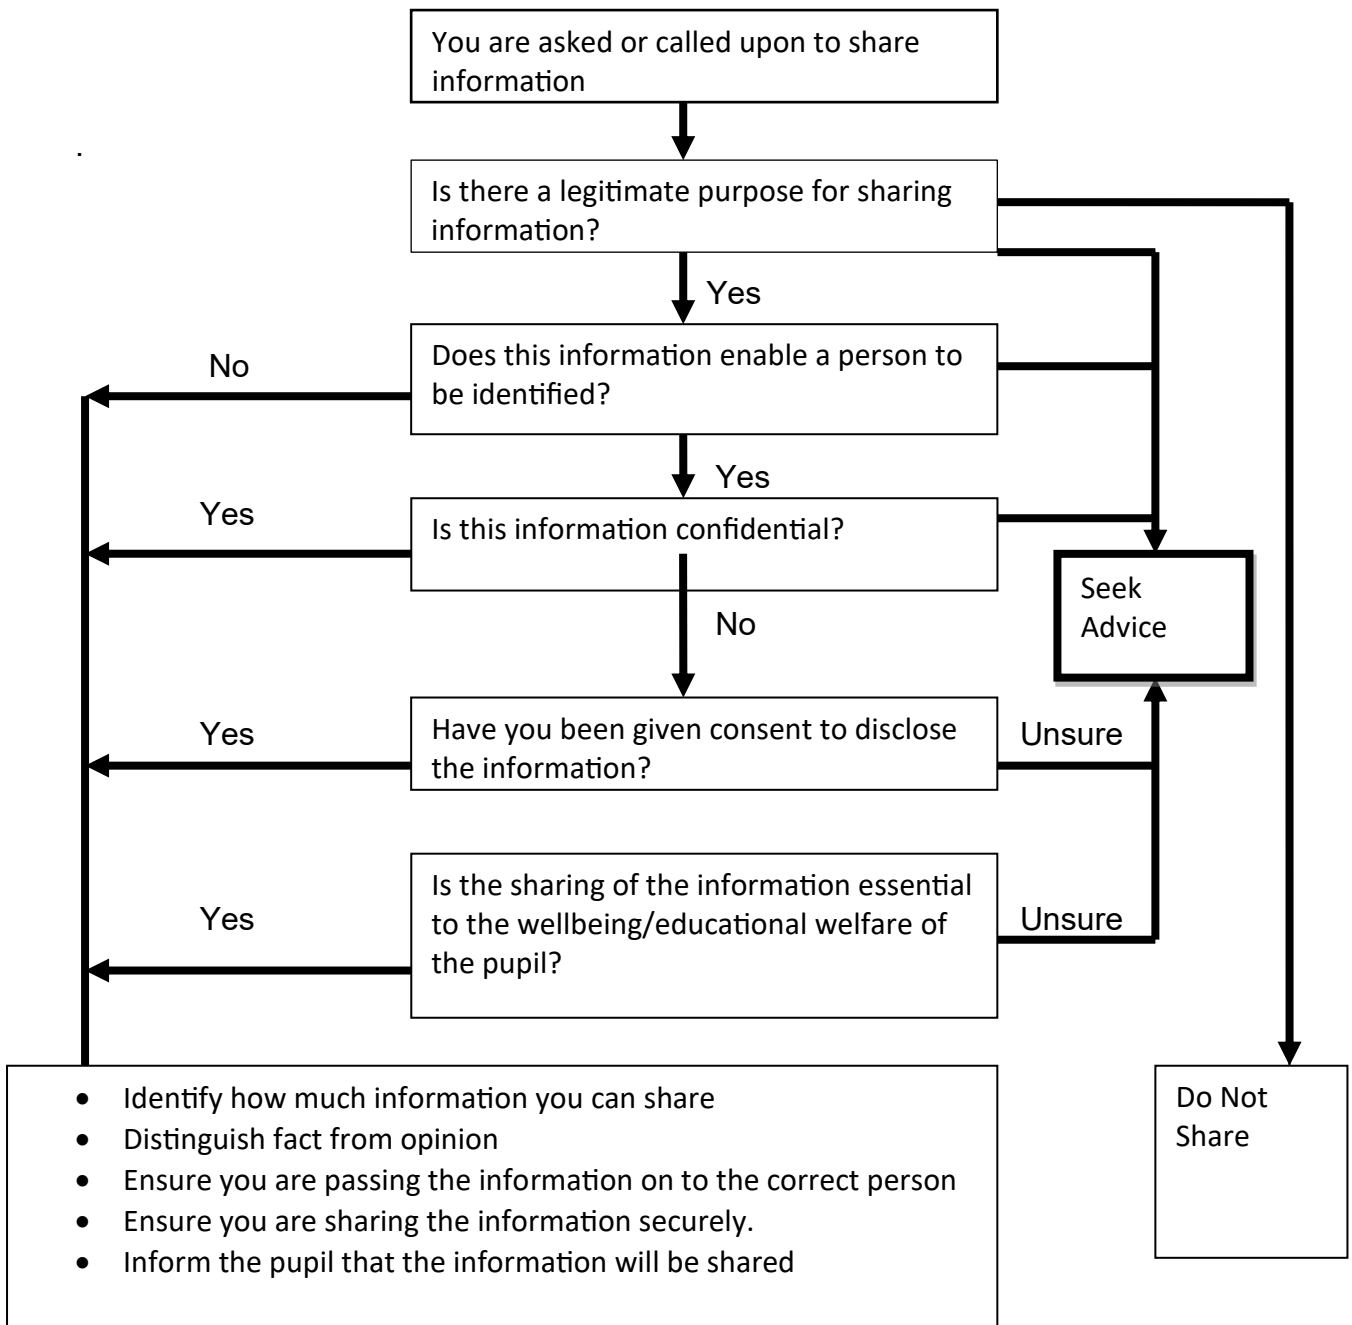 You are asked or called upon to share
information
.
Is there a legitimate purpose for sharing
information?
Yes
Does this information enable a person to
be identified?
No
Yes
Is this information confidential?
Yes
No
Seek
Advice
Have you been given consent to disclose
the information?
Yes
Unsure
Is the sharing of the information essential
to the wellbeing/educational welfare of
the pupil?
Yes
Unsure
• Identify how much information you can share
• Distinguish fact from opinion
• Ensure you are passing the information on to the correct person
• Ensure you are sharing the information securely.
• Inform the pupil that the information will be shared
Do Not
Share